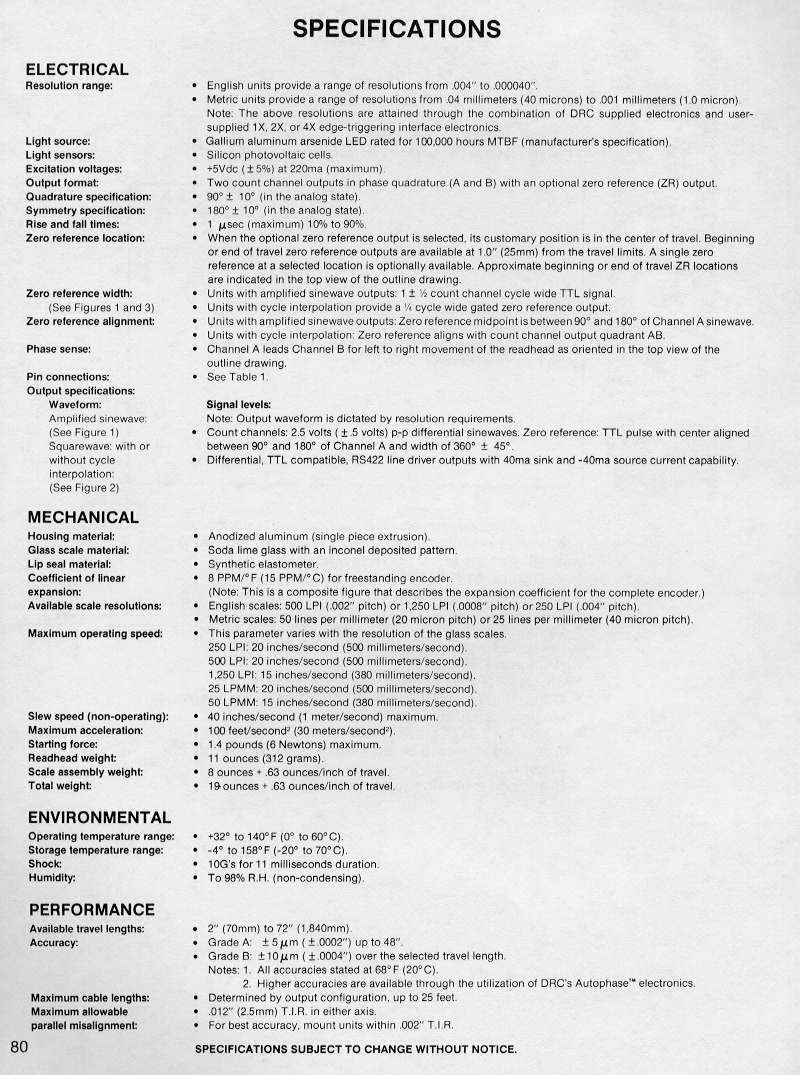 SPECIFICATIONS
ELECTRICAL
Resolution range: • English units provide a range of resolutions from .004" to .000040".
• Metric units provide a range of resolutions from .04 millimeters (40 microns) to .001 millimeters (1.0 micron).
Note: The above resolutions are attained through the combination of DRC supplied electronics and user-
supplied 1X, 2X, or 4X edge-triggering interface electronics.
Light source: • Gallium aluminum arsenide LED rated for 100,000 hours MTBF (manufacturer's specification).
Light sensors: • Silicon photovoltaic cells.
Excitation voltages: • +5Vdc (±5%) at 220ma (maximum).
Output format: • Two count channel outputs in phase quadrature (A and B) with an optional zero reference (ZR) output.
Quadrature specification: • 90° ± 10° (in the analog state).
Symmetry specification: • 180° ± 10° (in the analog state).
Rise and fall times: • 1 µsec (maximum) 10% to 90%.
Zero reference location: • When the optional zero reference output is selected, its customary position is in the center of travel. Beginning
or end of travel zero reference outputs are available at 1.0" (25mm) from the travel limits. A single zero
reference at a selected location is optionally available. Approximate beginning or end of travel ZR locations
are indicated in the top view of the outline drawing.
Zero reference width: • Units with amplified sinewave outputs: 1 ± ½ count channel cycle wide TTL signal.
(See Figures 1 and 3) • Units with cycle interpolation provide a ¼ cycle wide gated zero reference output.
Zero reference alignment: • Units with amplified sinewave outputs: Zero reference midpoint is between 90° and 180° of Channel A sinewave.
• Units with cycle interpolation: Zero reference aligns with count channel output quadrant AB.
Phase sense: • Channel A leads Channel B for left to right movement of the readhead as oriented in the top view of the
outline drawing.
Pin connections: • See Table 1.
Output specifications:
Waveform: Signal levels:
Amplified sinewave: Note: Output waveform is dictated by resolution requirements.
(See Figure 1) • Count channels: 2.5 volts (±.5 volts) p-p differential sinewaves. Zero reference: TTL pulse with center aligned
Squarewave: with or between 90° and 180° of Channel A and width of 360° ± 45°.
without cycle • Differential, TTL compatible, RS422 line driver outputs with 40ma sink and -40ma source current capability.
interpolation:
(See Figure 2)
MECHANICAL
Housing material: • Anodized aluminum (single piece extrusion).
Glass scale material: • Soda lime glass with an inconel deposited pattern.
Lip seal material: • Synthetic elastometer.
Coefficient of linear • 8 PPM/°F (15 PPM/°C) for freestanding encoder.
expansion: (Note: This is a composite figure that describes the expansion coefficient for the complete encoder.)
Available scale resolutions: • English scales: 500 LPI (.002" pitch) or 1,250 LPI (.0008" pitch) or 250 LPI (.004" pitch).
• Metric scales: 50 lines per millimeter (20 micron pitch) or 25 lines per millimeter (40 micron pitch).
Maximum operating speed: • This parameter varies with the resolution of the glass scales.
250 LPI: 20 inches/second (500 millimeters/second).
500 LPI: 20 inches/second (500 millimeters/second).
1,250 LPI: 15 inches/second (380 millimeters/second).
25 LPMM: 20 inches/second (500 millimeters/second).
50 LPMM: 15 inches/second (380 millimeters/second).
Slew speed (non-operating): • 40 inches/second (1 meter/second) maximum.
Maximum acceleration: • 100 feet/second² (30 meters/second²).
Starting force: • 1.4 pounds (6 Newtons) maximum.
Readhead weight: • 11 ounces (312 grams).
Scale assembly weight: • 8 ounces + .63 ounces/inch of travel.
Total weight: • 19 ounces + .63 ounces/inch of travel.
ENVIRONMENTAL
Operating temperature range: • +32° to 140°F (0° to 60°C).
Storage temperature range: • -4° to 158°F (-20° to 70°C).
Shock: • 10G's for 11 milliseconds duration.
Humidity: • To 98% R.H. (non-condensing).
PERFORMANCE
Available travel lengths: • 2" (70mm) to 72" (1,840mm).
Accuracy: • Grade A: ±5µm (±.0002") up to 48".
• Grade B: ±10µm (±.0004") over the selected travel length.
Notes: 1. All accuracies stated at 68°F (20°C).
2. Higher accuracies are available through the utilization of DRC's Autophase™ electronics.
Maximum cable lengths: • Determined by output configuration, up to 25 feet.
Maximum allowable • .012" (2.5mm) T.I.R. in either axis.
parallel misalignment: • For best accuracy, mount units within .002" T.I.R.
80 SPECIFICATIONS SUBJECT TO CHANGE WITHOUT NOTICE.